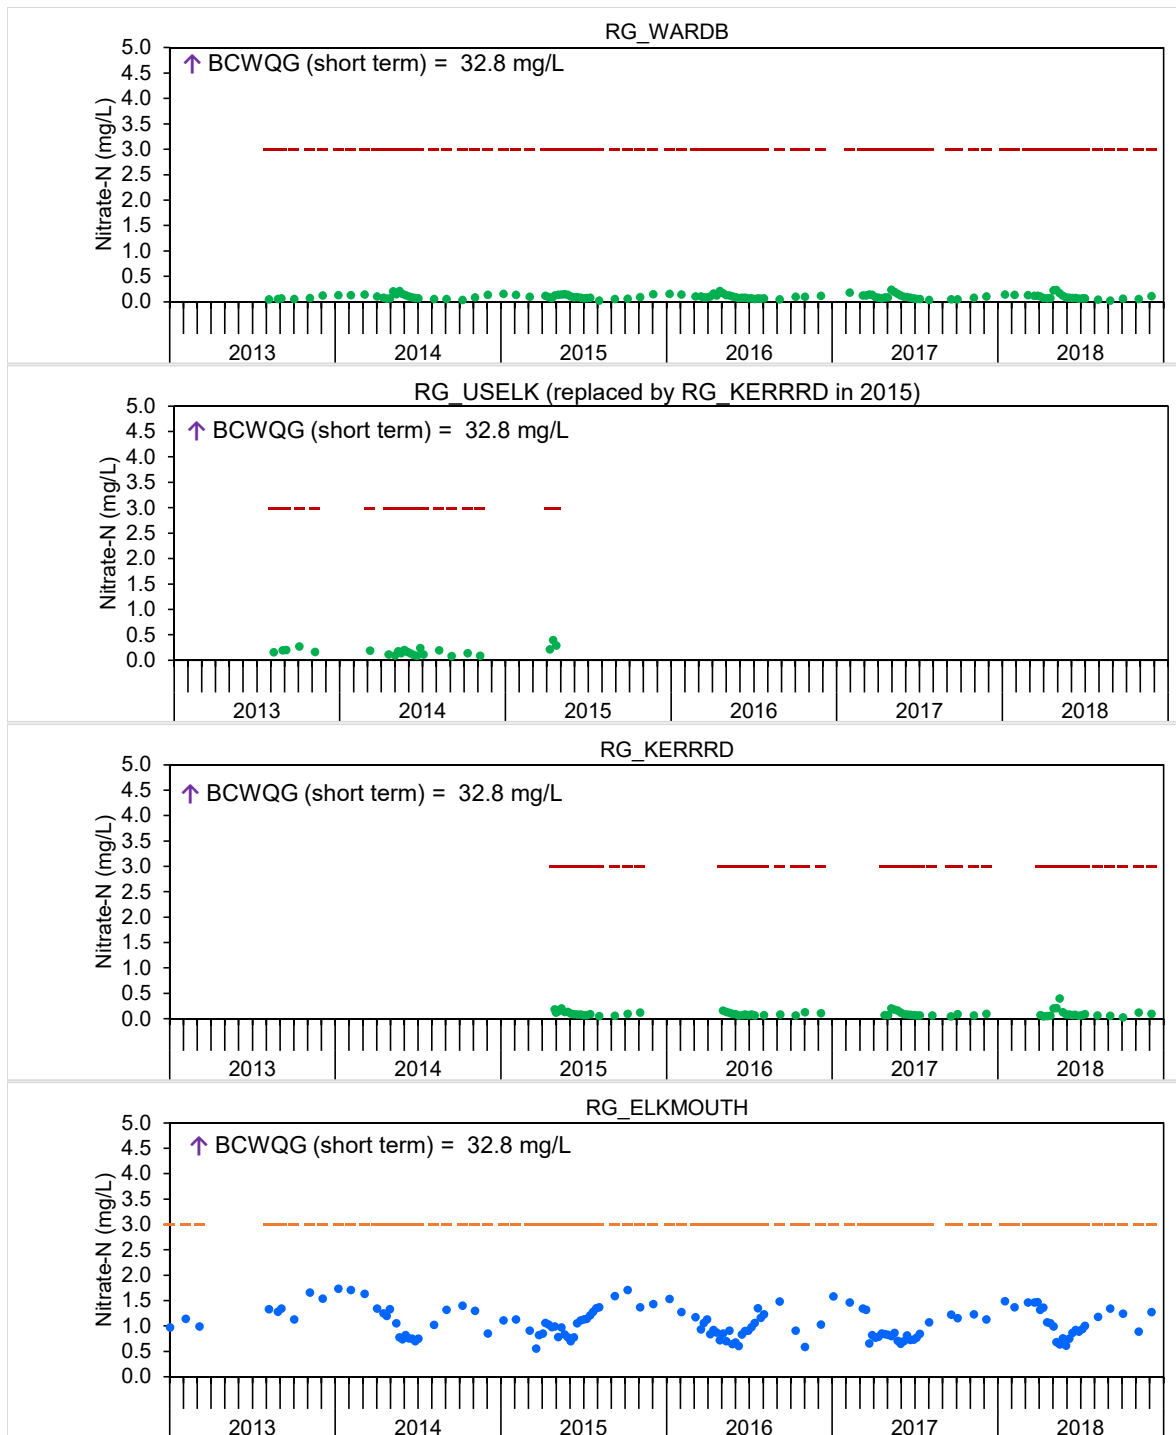 RG_WARDB
↑ BCWQG (short term) = 32.8 mg/L
Nitrate-N (mg/L)
5.0
4.5
4.0
3.5
3.0
2.5
2.0
1.5
1.0
0.5
0.0
2013 2014 2015 2016 2017 2018
RG_USELK (replaced by RG_KERRRD in 2015)
↑ BCWQG (short term) = 32.8 mg/L
Nitrate-N (mg/L)
5.0
4.5
4.0
3.5
3.0
2.5
2.0
1.5
1.0
0.5
0.0
2013 2014 2015 2016 2017 2018
RG_KERRRD
↑ BCWQG (short term) = 32.8 mg/L
Nitrate-N (mg/L)
5.0
4.5
4.0
3.5
3.0
2.5
2.0
1.5
1.0
0.5
0.0
2013 2014 2015 2016 2017 2018
RG_ELKMOUTH
↑ BCWQG (short term) = 32.8 mg/L
Nitrate-N (mg/L)
5.0
4.5
4.0
3.5
3.0
2.5
2.0
1.5
1.0
0.5
0.0
2013 2014 2015 2016 2017 2018